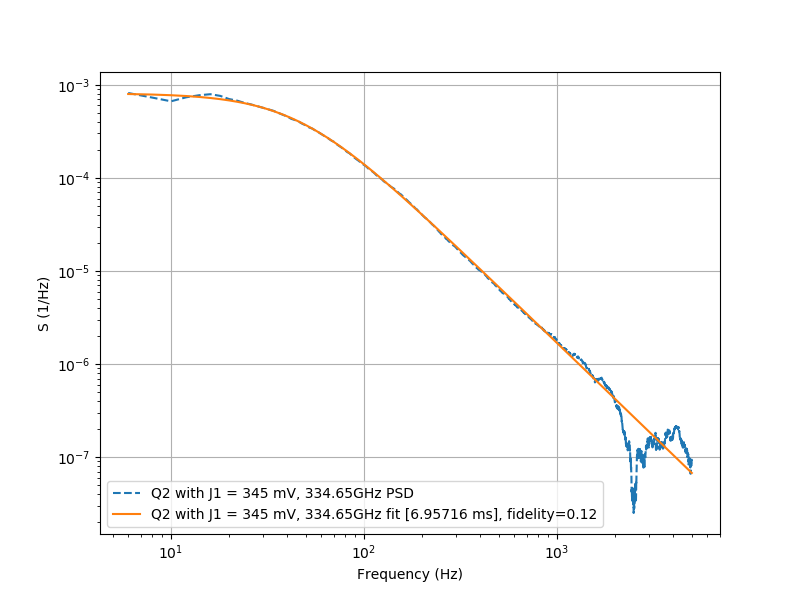 10⁻³
10⁻⁴
10⁻⁵
10⁻⁶
10⁻⁷
S (1/Hz)
Q2 with J1 = 345 mV, 334.65GHz PSD
Q2 with J1 = 345 mV, 334.65GHz fit [6.95716 ms], fidelity=0.12
10¹
10²
10³
Frequency (Hz)